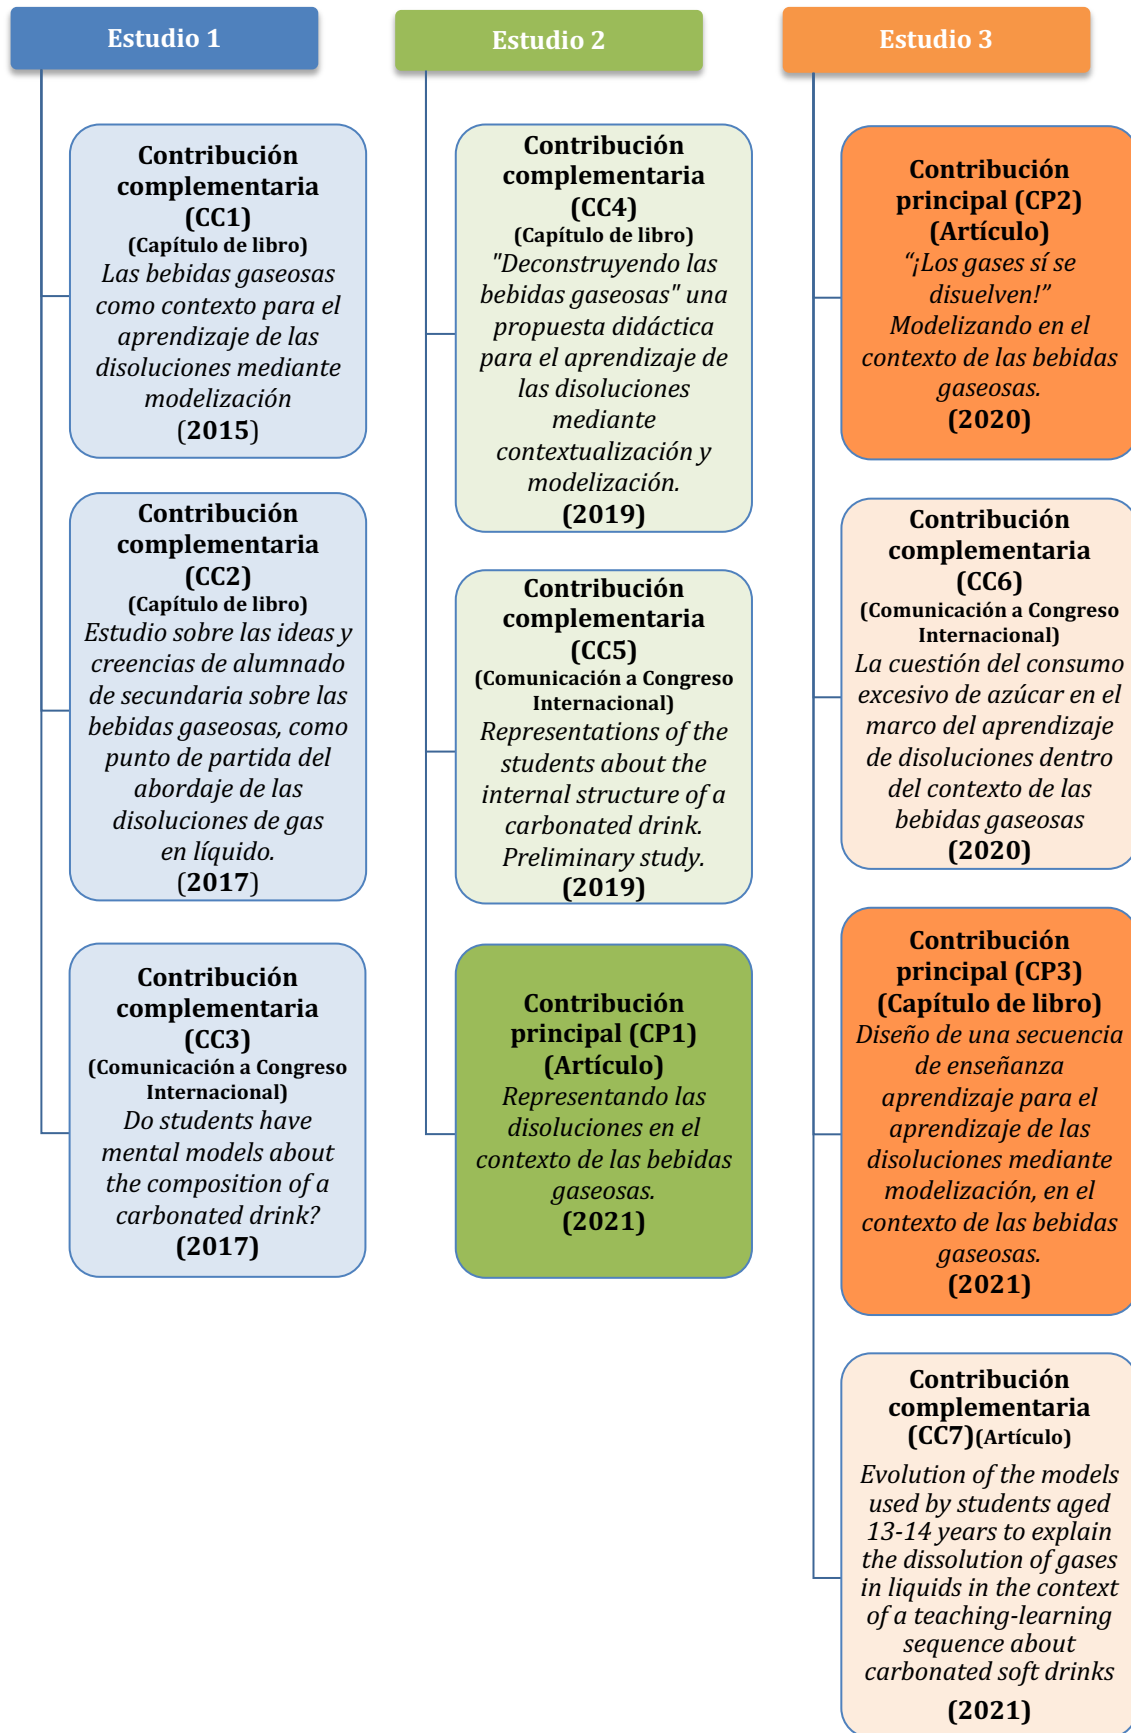 Estudio 1
Contribución
complementaria
(CC1)
(Capítulo de libro)
Las bebidas gaseosas
como contexto para el
aprendizaje de las
disoluciones mediante
modelización
(2015)
Contribución
complementaria
(CC2)
(Capítulo de libro)
Estudio sobre las ideas y
creencias de alumnado
de secundaria sobre las
bebidas gaseosas, como
punto de partida del
abordaje de las
disoluciones de gas
en líquido.
(2017)
Contribución
complementaria
(CC3)
(Comunicación a Congreso
Internacional)
Do students have
mental models about
the composition of a
carbonated drink?
(2017)
Estudio 2
Contribución
complementaria
(CC4)
(Capítulo de libro)
"Deconstruyendo las
bebidas gaseosas" una
propuesta didáctica
para el aprendizaje de
las disoluciones
mediante
contextualización y
modelización.
(2019)
Contribución
complementaria
(CC5)
(Comunicación a Congreso
Internacional)
Representations of the
students about the
internal structure of a
carbonated drink.
Preliminary study.
(2019)
Contribución
principal (CP1)
(Artículo)
Representando las
disoluciones en el
contexto de las bebidas
gaseosas.
(2021)
Estudio 3
Contribución
principal (CP2)
(Artículo)
“¡Los gases sí se
disuelven!”
Modelizando en el
contexto de las bebidas
gaseosas.
(2020)
Contribución
complementaria
(CC6)
(Comunicación a Congreso
Internacional)
La cuestión del consumo
excesivo de azúcar en el
marco del aprendizaje
de disoluciones dentro
del contexto de las
bebidas gaseosas
(2020)
Contribución
principal (CP3)
(Capítulo de libro)
Diseño de una secuencia
de enseñanza
aprendizaje para el
aprendizaje de las
disoluciones mediante
modelización, en el
contexto de las bebidas
gaseosas.
(2021)
Contribución
complementaria
(CC7)(Artículo)
Evolution of the models
used by students aged
13-14 years to explain
the dissolution of gases
in liquids in the context
of a teaching-learning
sequence about
carbonated soft drinks
(2021)